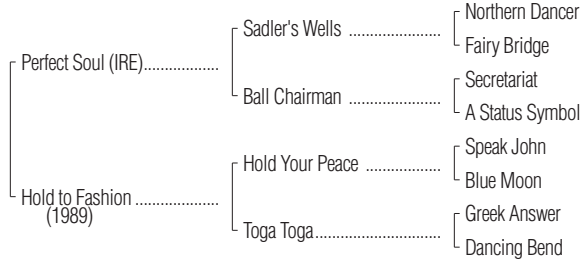 Northern Dancer
Sadler's Wells ....................
Fairy Bridge
Perfect Soul (IRE)................
Secretariat
Ball Chairman ....................
A Status Symbol
Speak John
Hold Your Peace ................
Blue Moon
Hold to Fashion ..................
(1989)
Greek Answer
Toga Toga...........................
Dancing Bend